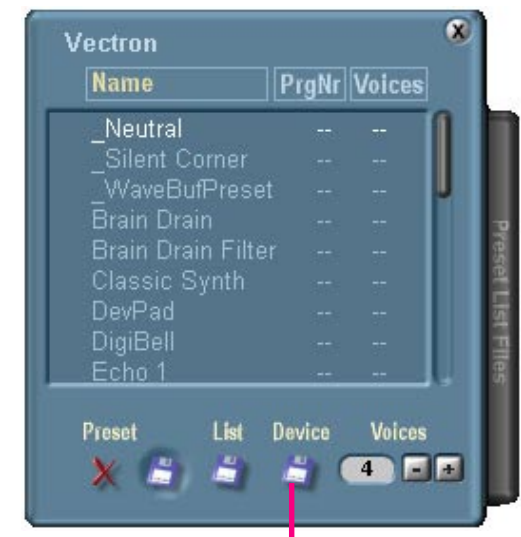 Vectron
X
Name PrgNr Voices
_Neutral -- --
_Silent Corner -- --
_WaveBufPreset -- --
Brain Drain -- --
Brain Drain Filter -- --
Classic Synth -- --
DevPad -- --
DigiBell -- --
Echo 1 -- --
Preset List Files
Preset List Device Voices
4 - +